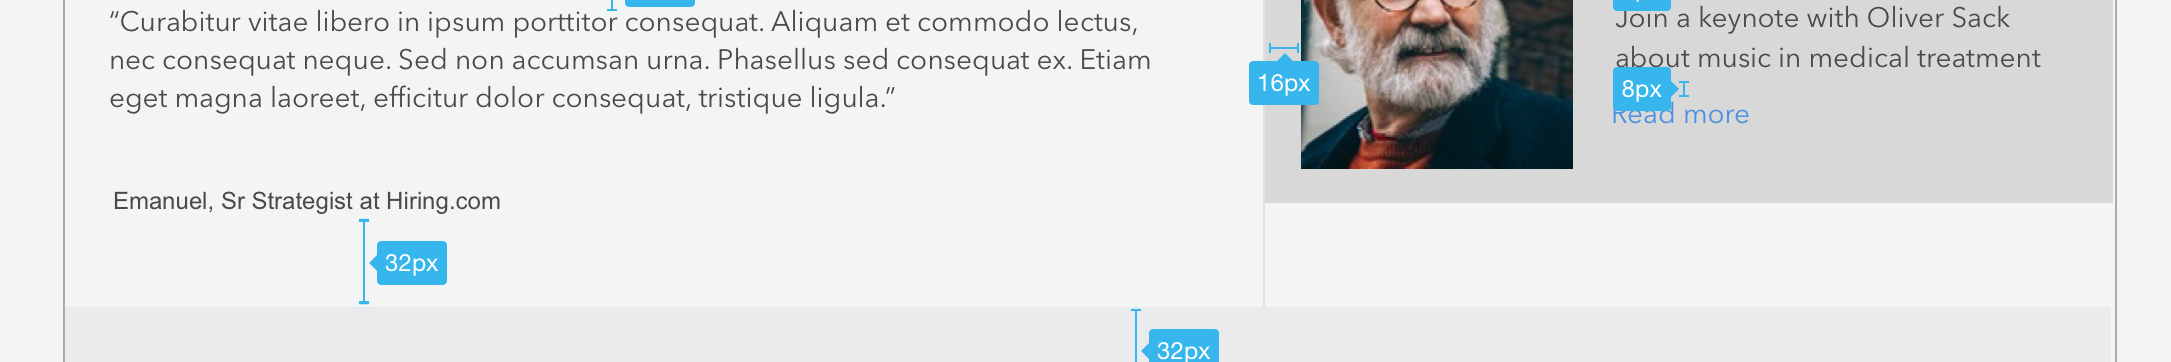 “Curabitur vitae libero in ipsum porttitor consequat. Aliquam et commodo lectus,
nec consequat neque. Sed non accumsan urna. Phasellus sed consequat ex. Etiam
eget magna laoreet, efficitur dolor consequat, tristique ligula.”
Emanuel, Sr Strategist at Hiring.com
32px
16px
Join a keynote with Oliver Sack
about music in medical treatment
8px
Read more
32px